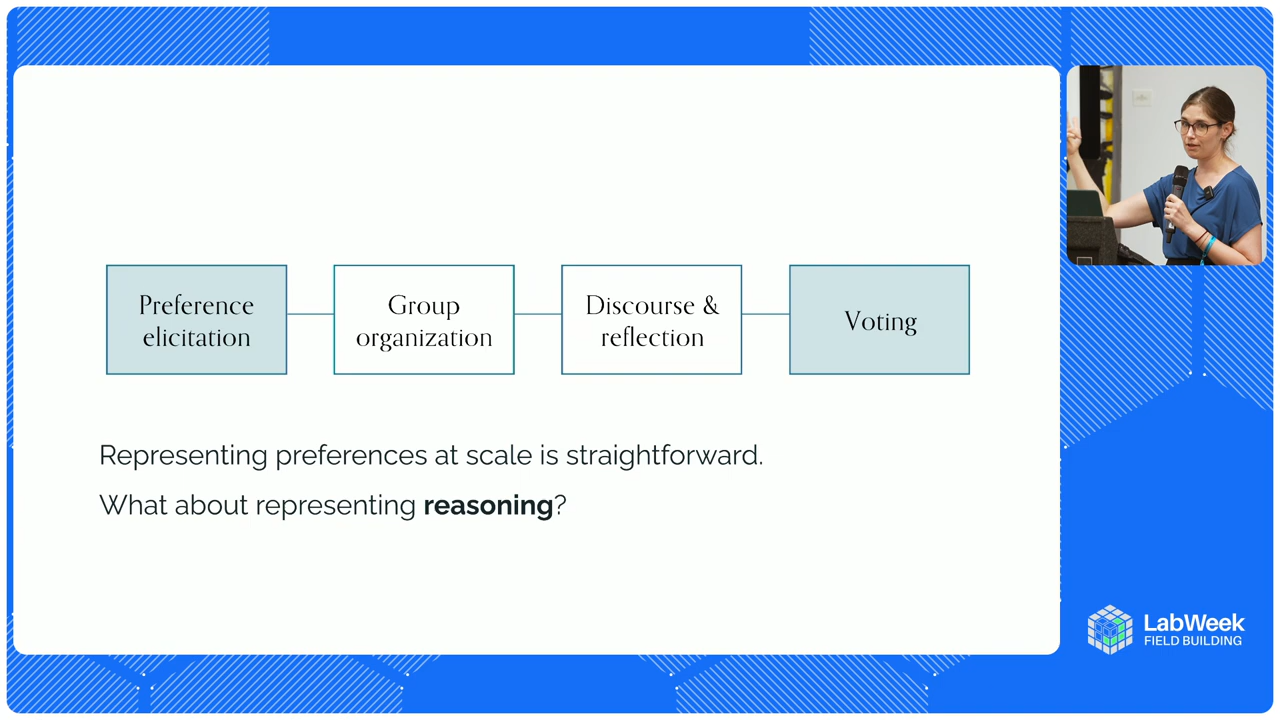 Preference
elicitation
Group
organization
Discourse &
reflection
Voting
Representing preferences at scale is straightforward.
What about representing reasoning?
LabWeek
FIELD BUILDING